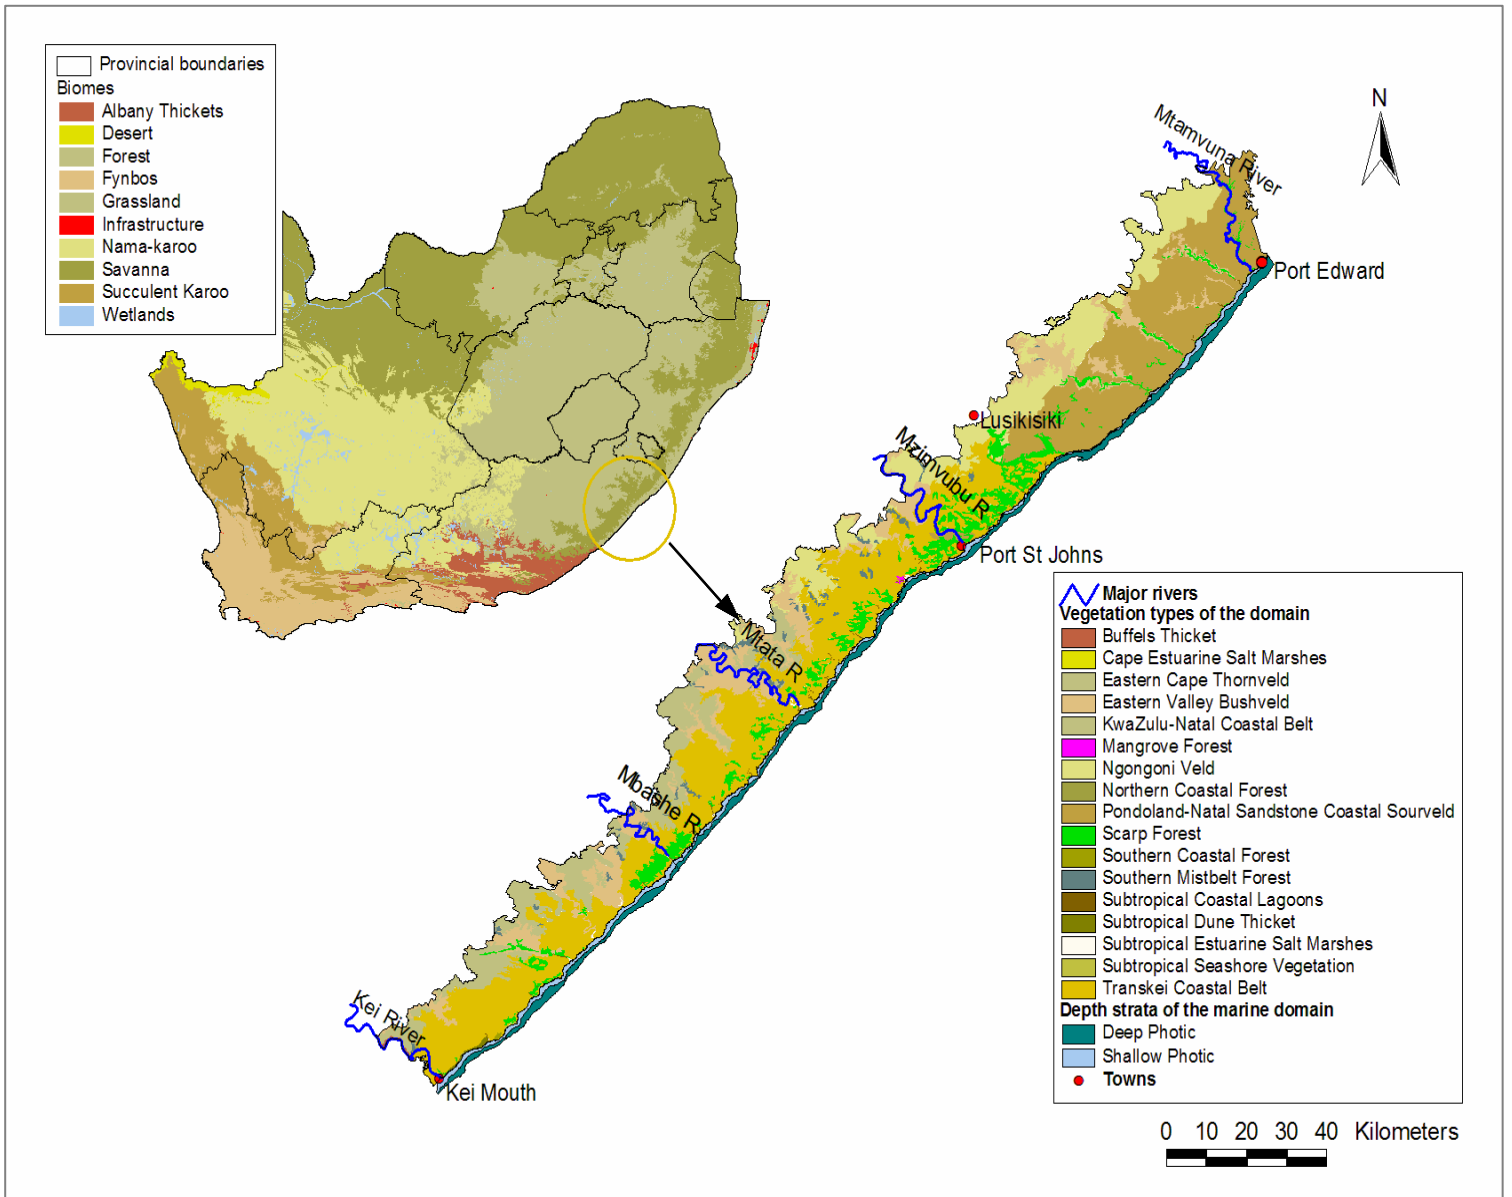 Provincial boundaries
Biomes
Albany Thickets
Desert
Forest
Fynbos
Grassland
Infrastructure
Nama-karoo
Savanna
Succulent Karoo
Wetlands
N
Mtamvuna River
Port Edward
Lusikisiki
Mzimvubu R
Port St Johns
Mtata R
Mbashe R
Kei River
Kei Mouth
Major rivers
Vegetation types of the domain
Buffels Thicket
Cape Estuarine Salt Marshes
Eastern Cape Thornveld
Eastern Valley Bushveld
KwaZulu-Natal Coastal Belt
Mangrove Forest
Ngongoni Veld
Northern Coastal Forest
Pondoland-Natal Sandstone Coastal Sourveld
Scarp Forest
Southern Coastal Forest
Southern Mistbelt Forest
Subtropical Coastal Lagoons
Subtropical Dune Thicket
Subtropical Estuarine Salt Marshes
Subtropical Seashore Vegetation
Transkei Coastal Belt
Depth strata of the marine domain
Deep Photic
Shallow Photic
Towns
0 10 20 30 40 Kilometers